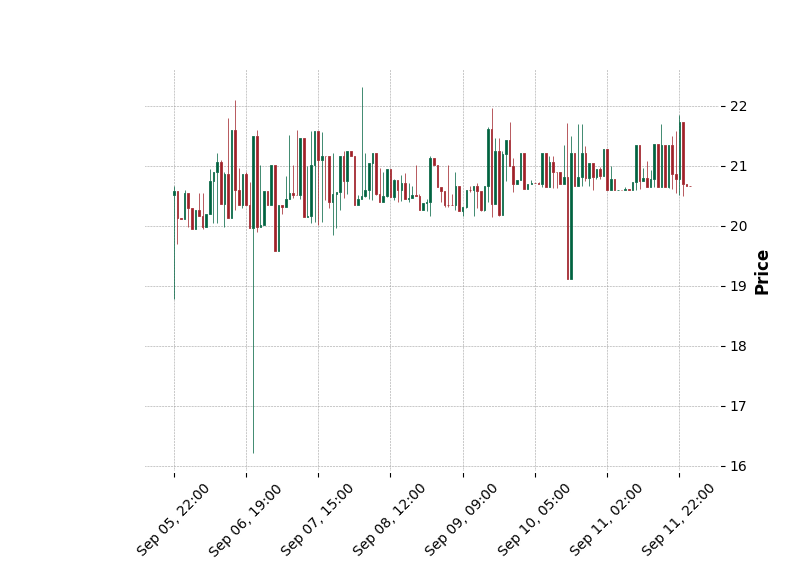 22
21
20
19
18
17
16
Price
Sep 05, 22:00
Sep 06, 19:00
Sep 07, 15:00
Sep 08, 12:00
Sep 09, 09:00
Sep 10, 05:00
Sep 11, 02:00
Sep 11, 22:00